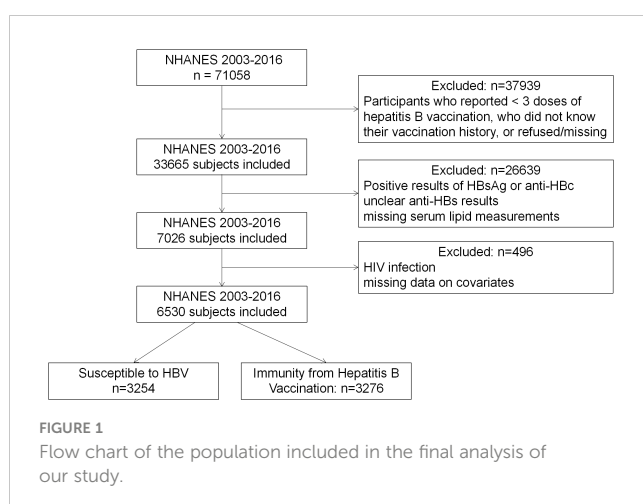 NHANES 2003-2016
n = 71058
Excluded: n=37939
Participants who reported < 3 doses of
hepatitis B vaccination, who did not know
their vaccination history, or refused/missing
NHANES 2003-2016
33665 subjects included
Excluded: n=26639
Positive results of HBsAg or anti-HBc
unclear anti-HBs results
missing serum lipid measurements
NHANES 2003-2016
7026 subjects included
Excluded: n=496
HIV infection
missing data on covariates
NHANES 2003-2016
6530 subjects included
Susceptible to HBV
n=3254
Immunity from Hepatitis B
Vaccination: n=3276
FIGURE 1
Flow chart of the population included in the final analysis of
our study.